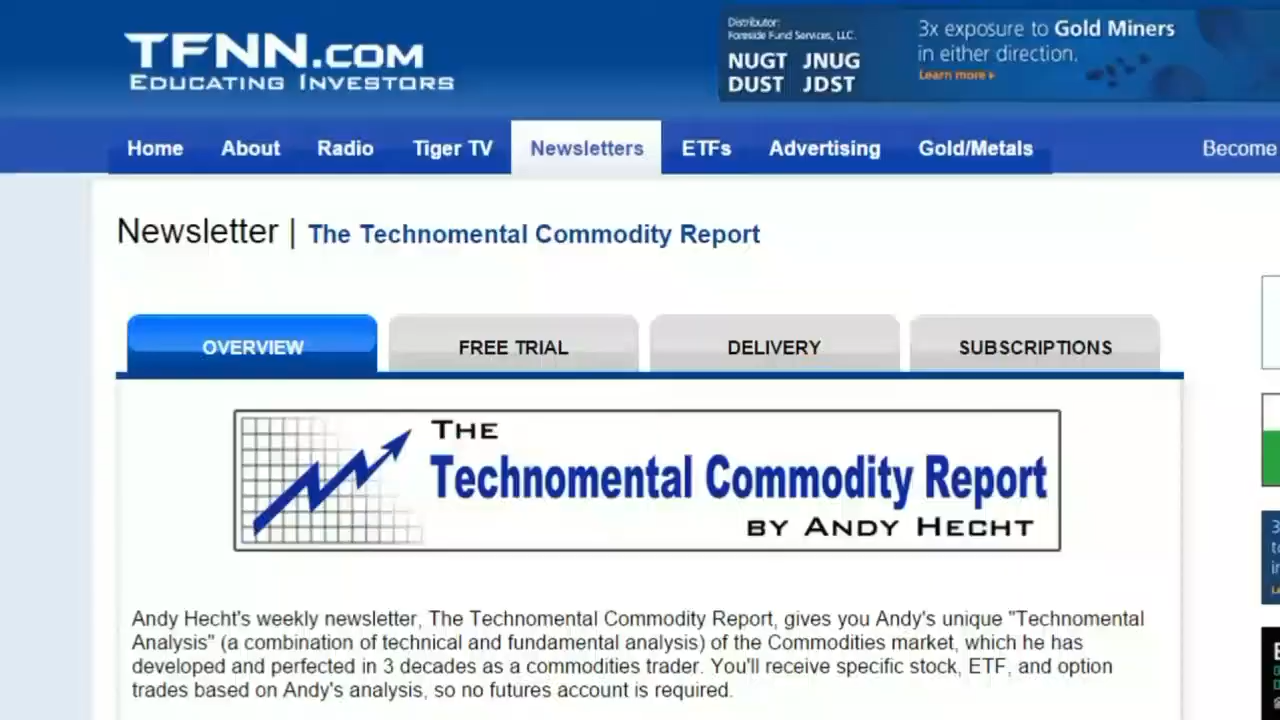 TFNN.COM
EDUCATING INVESTORS
Distributor:
Foreside Fund Services, LLC.
NUGT JNUG
DUST JDST
3x exposure to Gold Miners
in either direction.
Learn more
Home About Radio Tiger TV Newsletters ETFs Advertising Gold/Metals Become
Newsletter | The Technomental Commodity Report
OVERVIEW FREE TRIAL DELIVERY SUBSCRIPTIONS
THE
Technomental Commodity Report
BY ANDY HECHT
Andy Hecht's weekly newsletter, The Technomental Commodity Report, gives you Andy's unique "Technomental
Analysis" (a combination of technical and fundamental analysis) of the Commodities market, which he has
developed and perfected in 3 decades as a commodities trader. You'll receive specific stock, ETF, and option
trades based on Andy's analysis, so no futures account is required.